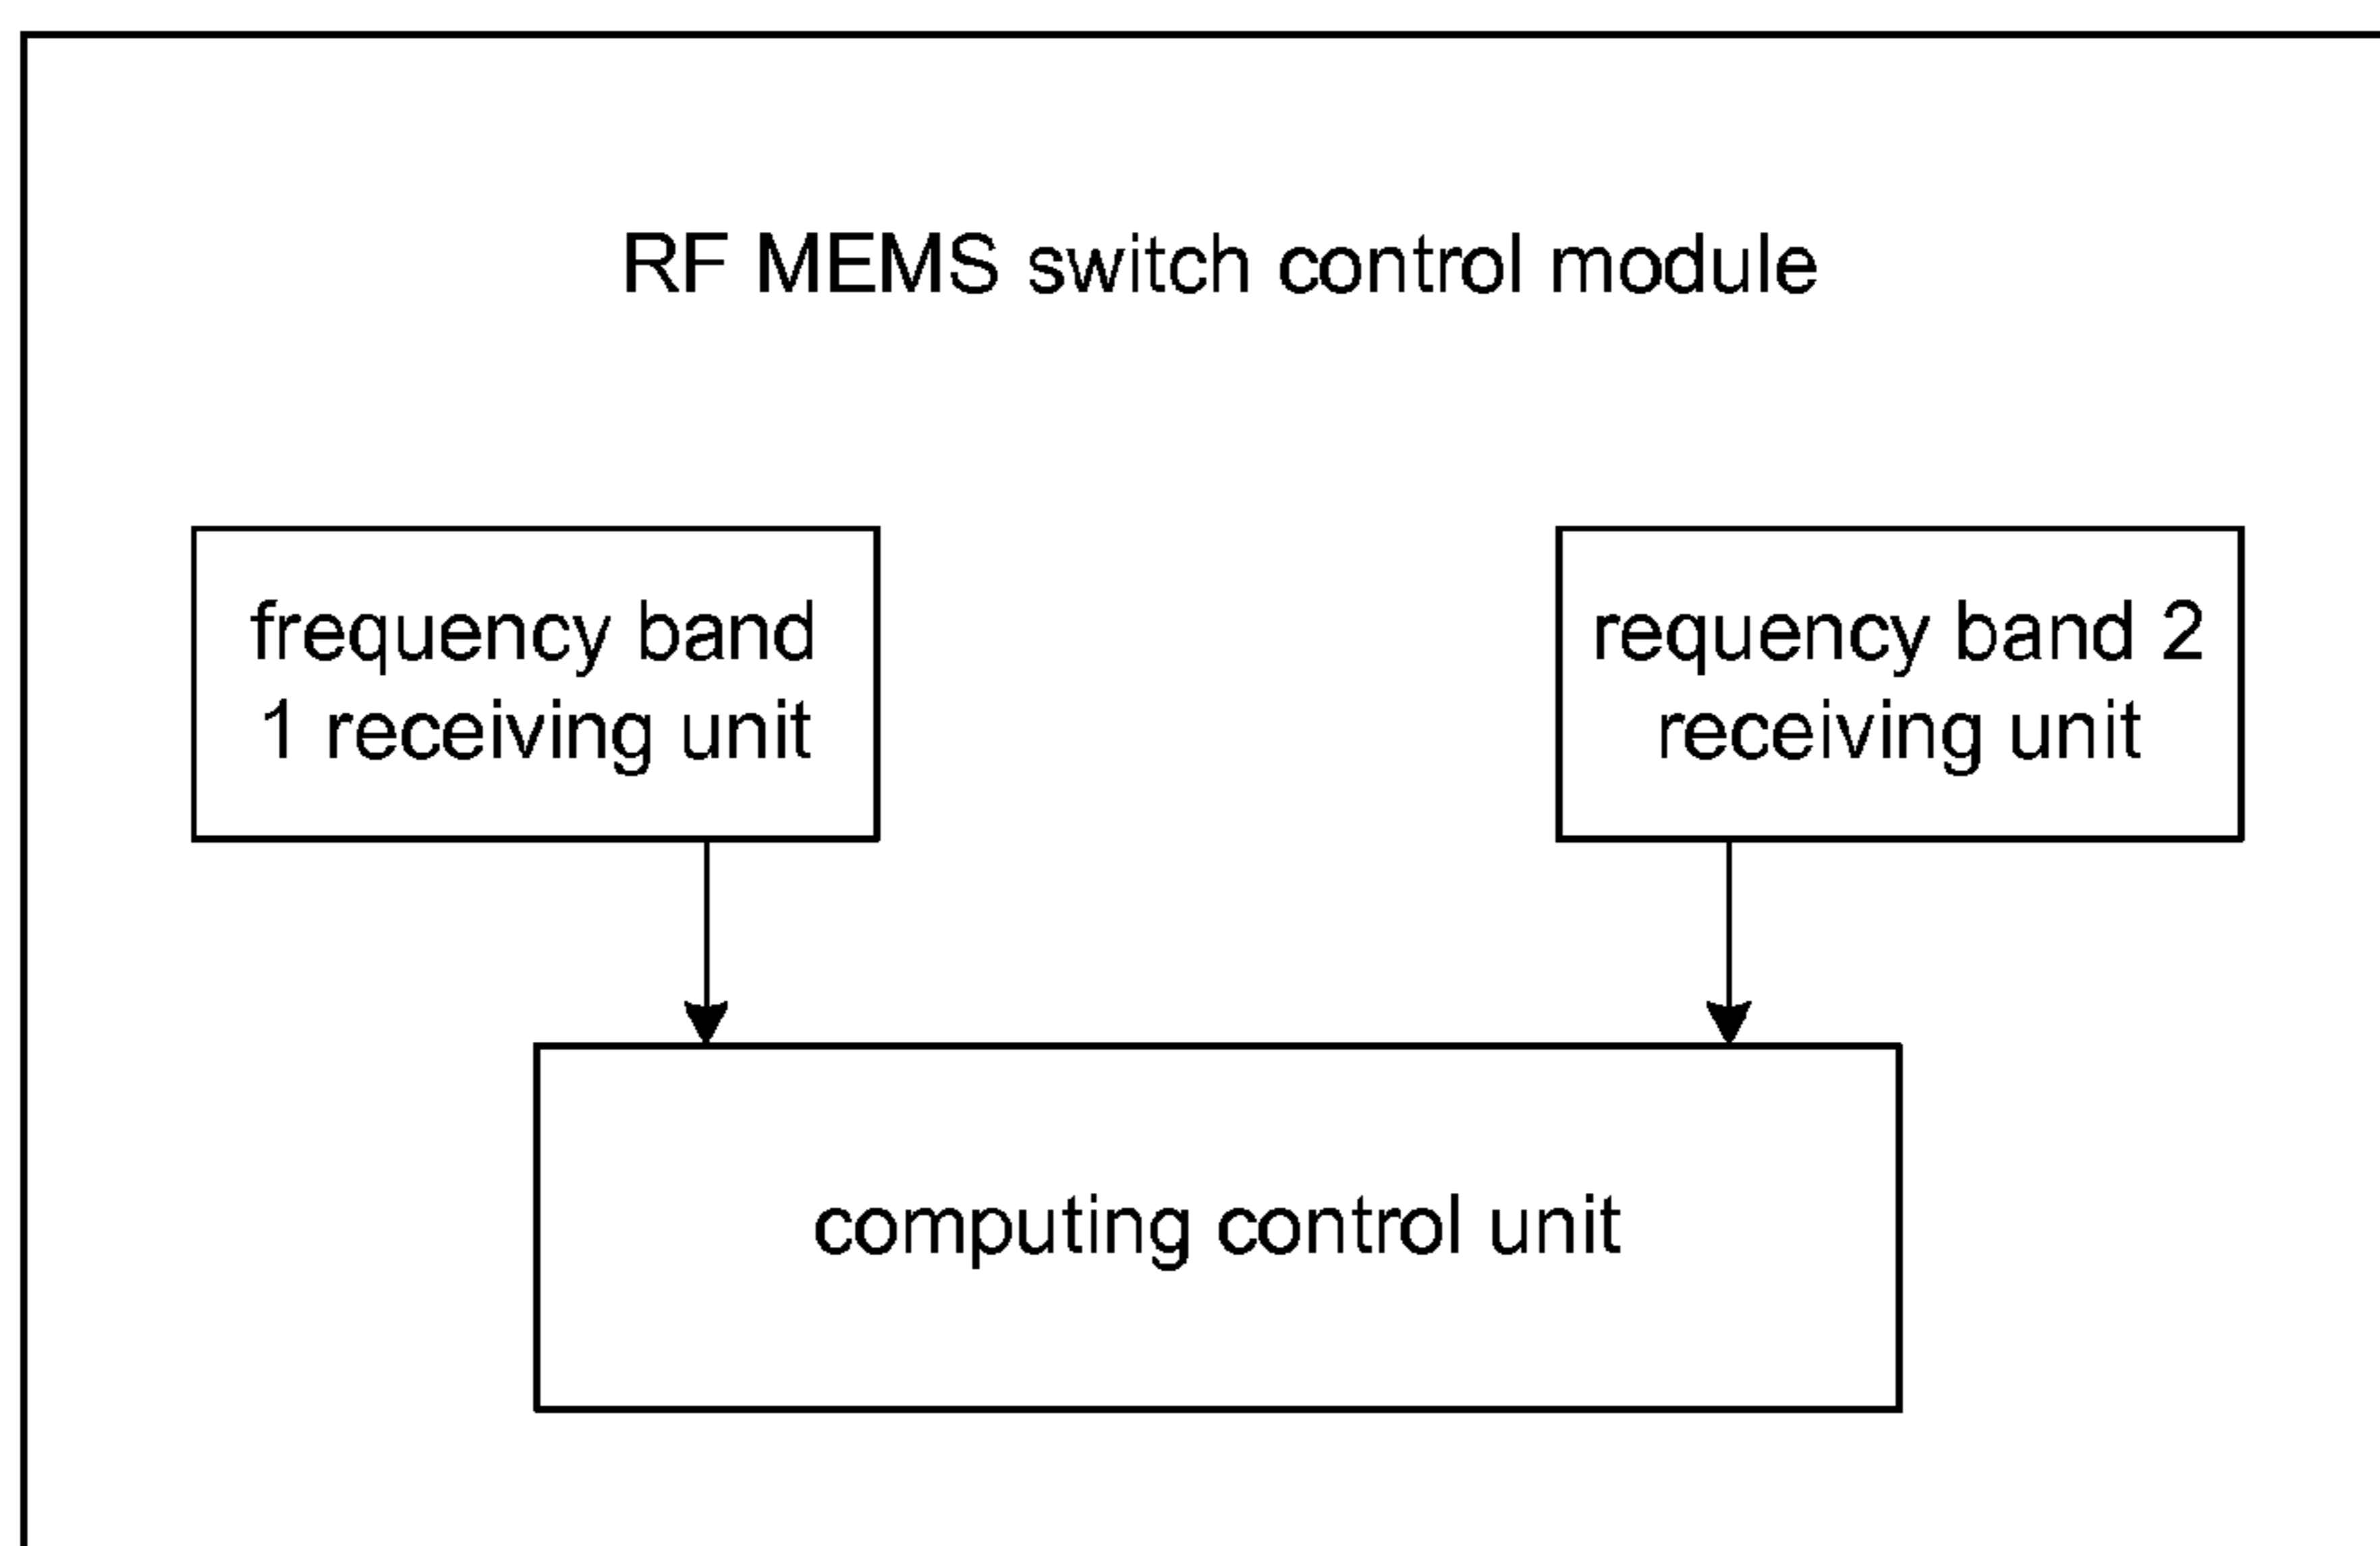 RF MEMS switch control module
frequency band
1 receiving unit
requency band 2
receiving unit
computing control unit